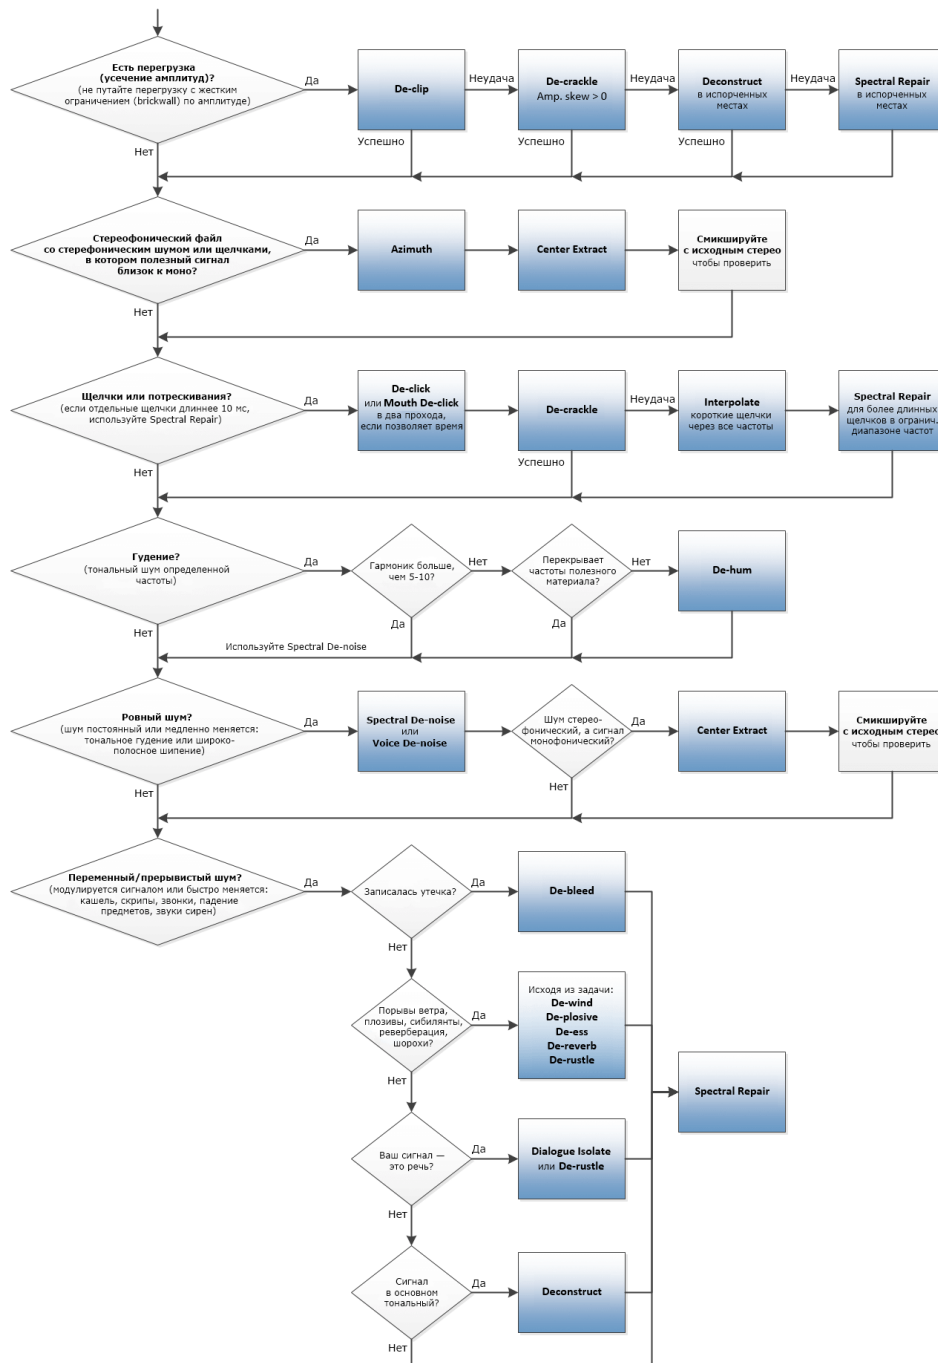 Есть перегрузка
(усечение амплитуд)?
(не путайте перегрузку с жестким
ограничением (brickwall) по амплитуде)
Да
De-clip
Неудача
De-crackle
Amp. skew > 0
Неудача
Deconstruct
в испорченных
местах
Неудача
Spectral Repair
в испорченных
местах
Нет
Успешно
Успешно
Успешно
Стереофонический файл
со стерефоническим шумом или щелчками,
в котором полезный сигнал
близок к моно?
Да
Azimuth
Center Extract
Смикшируйте
с исходным стерео
чтобы проверить
Нет
Щелчки или потрескивания?
(если отдельные щелчки длиннее 10 мс,
используйте Spectral Repair)
Да
De-click
или Mouth De-click
в два прохода,
если позволяет время
De-crackle
Неудача
Interpolate
короткие щелчки
через все частоты
Spectral Repair
для более длинных
щелчков в огранич.
диапазоне частот
Нет
Успешно
Гудение?
(тональный шум определенной
частоты)
Да
Гармоник больше,
чем 5-10?
Нет
Перекрывает
частоты полезного
материала?
Нет
De-hum
Нет
Да
Да
Используйте Spectral De-noise
Ровный шум?
(шум постоянный или медленно меняется:
тональное гудение или широко-
полосное шипение)
Да
Spectral De-noise
или
Voice De-noise
Шум стерео-
фонический, а сигнал
монофонический?
Да
Center Extract
Смикшируйте
с исходным стерео
чтобы проверить
Нет
Нет
Переменный/прерывистый шум?
(модулируется сигналом или быстро меняется:
кашель, скрипы, звонки, падение
предметов, звуки сирен)
Да
Записалась утечка?
Да
De-bleed
Нет
Порывы ветра,
плозивы, сибилянты,
реверберация,
шорохи?
Да
Исходя из задачи:
De-wind
De-plosive
De-ess
De-reverb
De-rustle
Spectral Repair
Нет
Ваш сигнал —
это речь?
Да
Dialogue Isolate
или De-rustle
Нет
Сигнал
в основном
тональный?
Да
Deconstruct
Нет